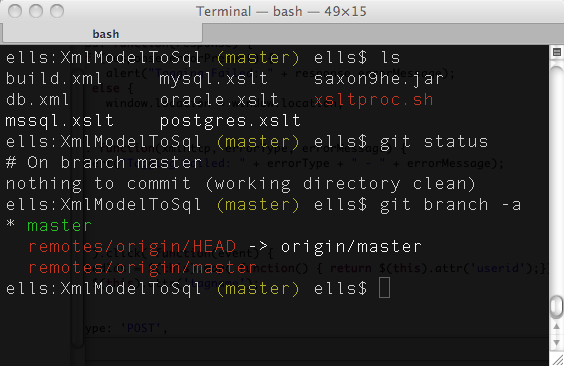 Terminal — bash — 49×15
bash
ells:XmlModelToSql (master) ells$ ls
build.xml mysql.xslt saxon9he.jar
db.xml oracle.xslt xsltproc.sh
mssql.xslt postgres.xslt
ells:XmlModelToSql (master) ells$ git status
# On branch master
nothing to commit (working directory clean)
ells:XmlModelToSql (master) ells$ git branch -a
* master
remotes/origin/HEAD -> origin/master
remotes/origin/master
ells:XmlModelToSql (master) ells$